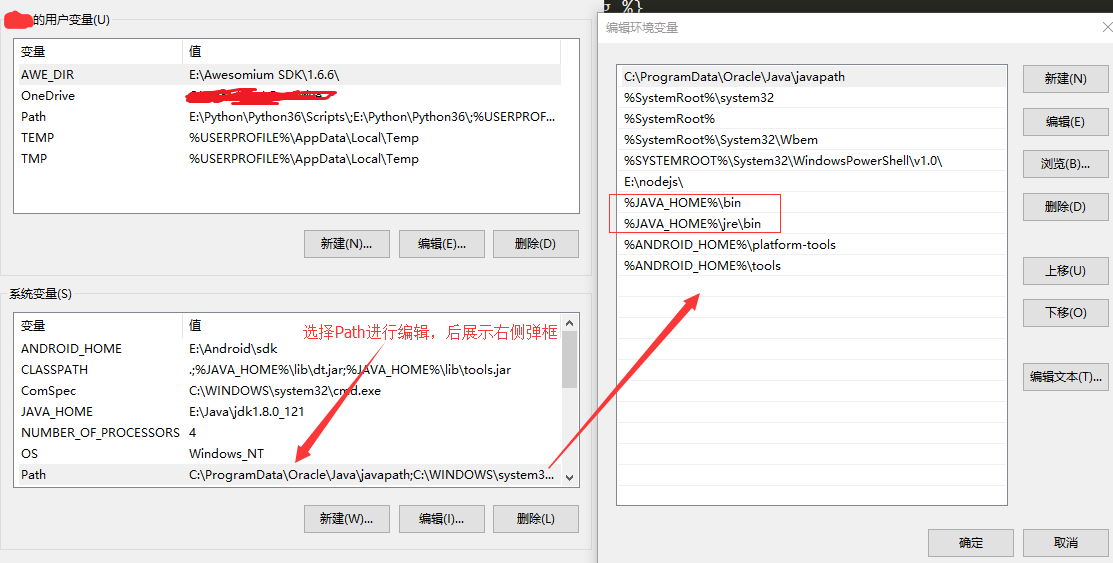 的用户变量(U)
变量 值
AWE_DIR E:\Awesomium SDK\1.6.6\
OneDrive
Path E:\Python\Python36\Scripts\;E:\Python\Python36\;%USERPROF...
TEMP %USERPROFILE%\AppData\Local\Temp
TMP %USERPROFILE%\AppData\Local\Temp
新建(N)... 编辑(E)... 删除(D)
系统变量(S)
变量 值
选择Path进行编辑，后展示右侧弹框
ANDROID_HOME E:\Android\sdk
CLASSPATH .;%JAVA_HOME%\lib\dt.jar;%JAVA_HOME%\lib\tools.jar
ComSpec C:\WINDOWS\system32\cmd.exe
JAVA_HOME E:\Java\jdk1.8.0_121
NUMBER_OF_PROCESSORS 4
OS Windows_NT
Path C:\ProgramData\Oracle\Java\javapath;C:\WINDOWS\system3...
新建(W)... 编辑(I)... 删除(L)
%}
编辑环境变量
C:\ProgramData\Oracle\Java\javapath
%SystemRoot%\system32
%SystemRoot%
%SystemRoot%\System32\Wbem
%SYSTEMROOT%\System32\WindowsPowerShell\v1.0\
E:\nodejs\
%JAVA_HOME%\bin
%JAVA_HOME%\jre\bin
%ANDROID_HOME%\platform-tools
%ANDROID_HOME%\tools
新建(N)
编辑(E)
浏览(B)...
删除(D)
上移(U)
下移(O)
编辑文本(T)...
确定 取消